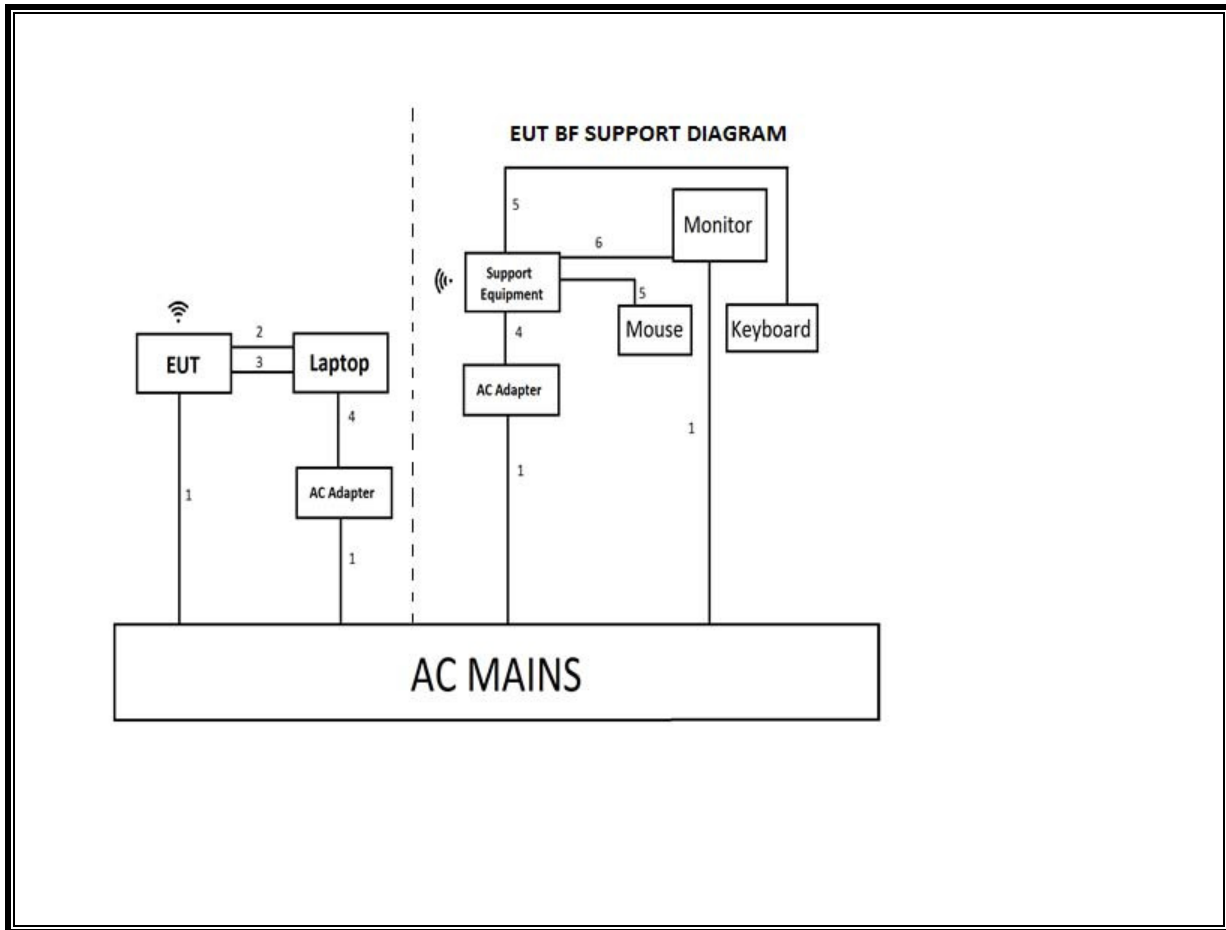 EUT BF SUPPORT DIAGRAM
5
Monitor
6
Support
Equipment
5
Mouse
Keyboard
4
AC Adapter
1
1
EUT
2
3
Laptop
4
1
AC Adapter
1
AC MAINS